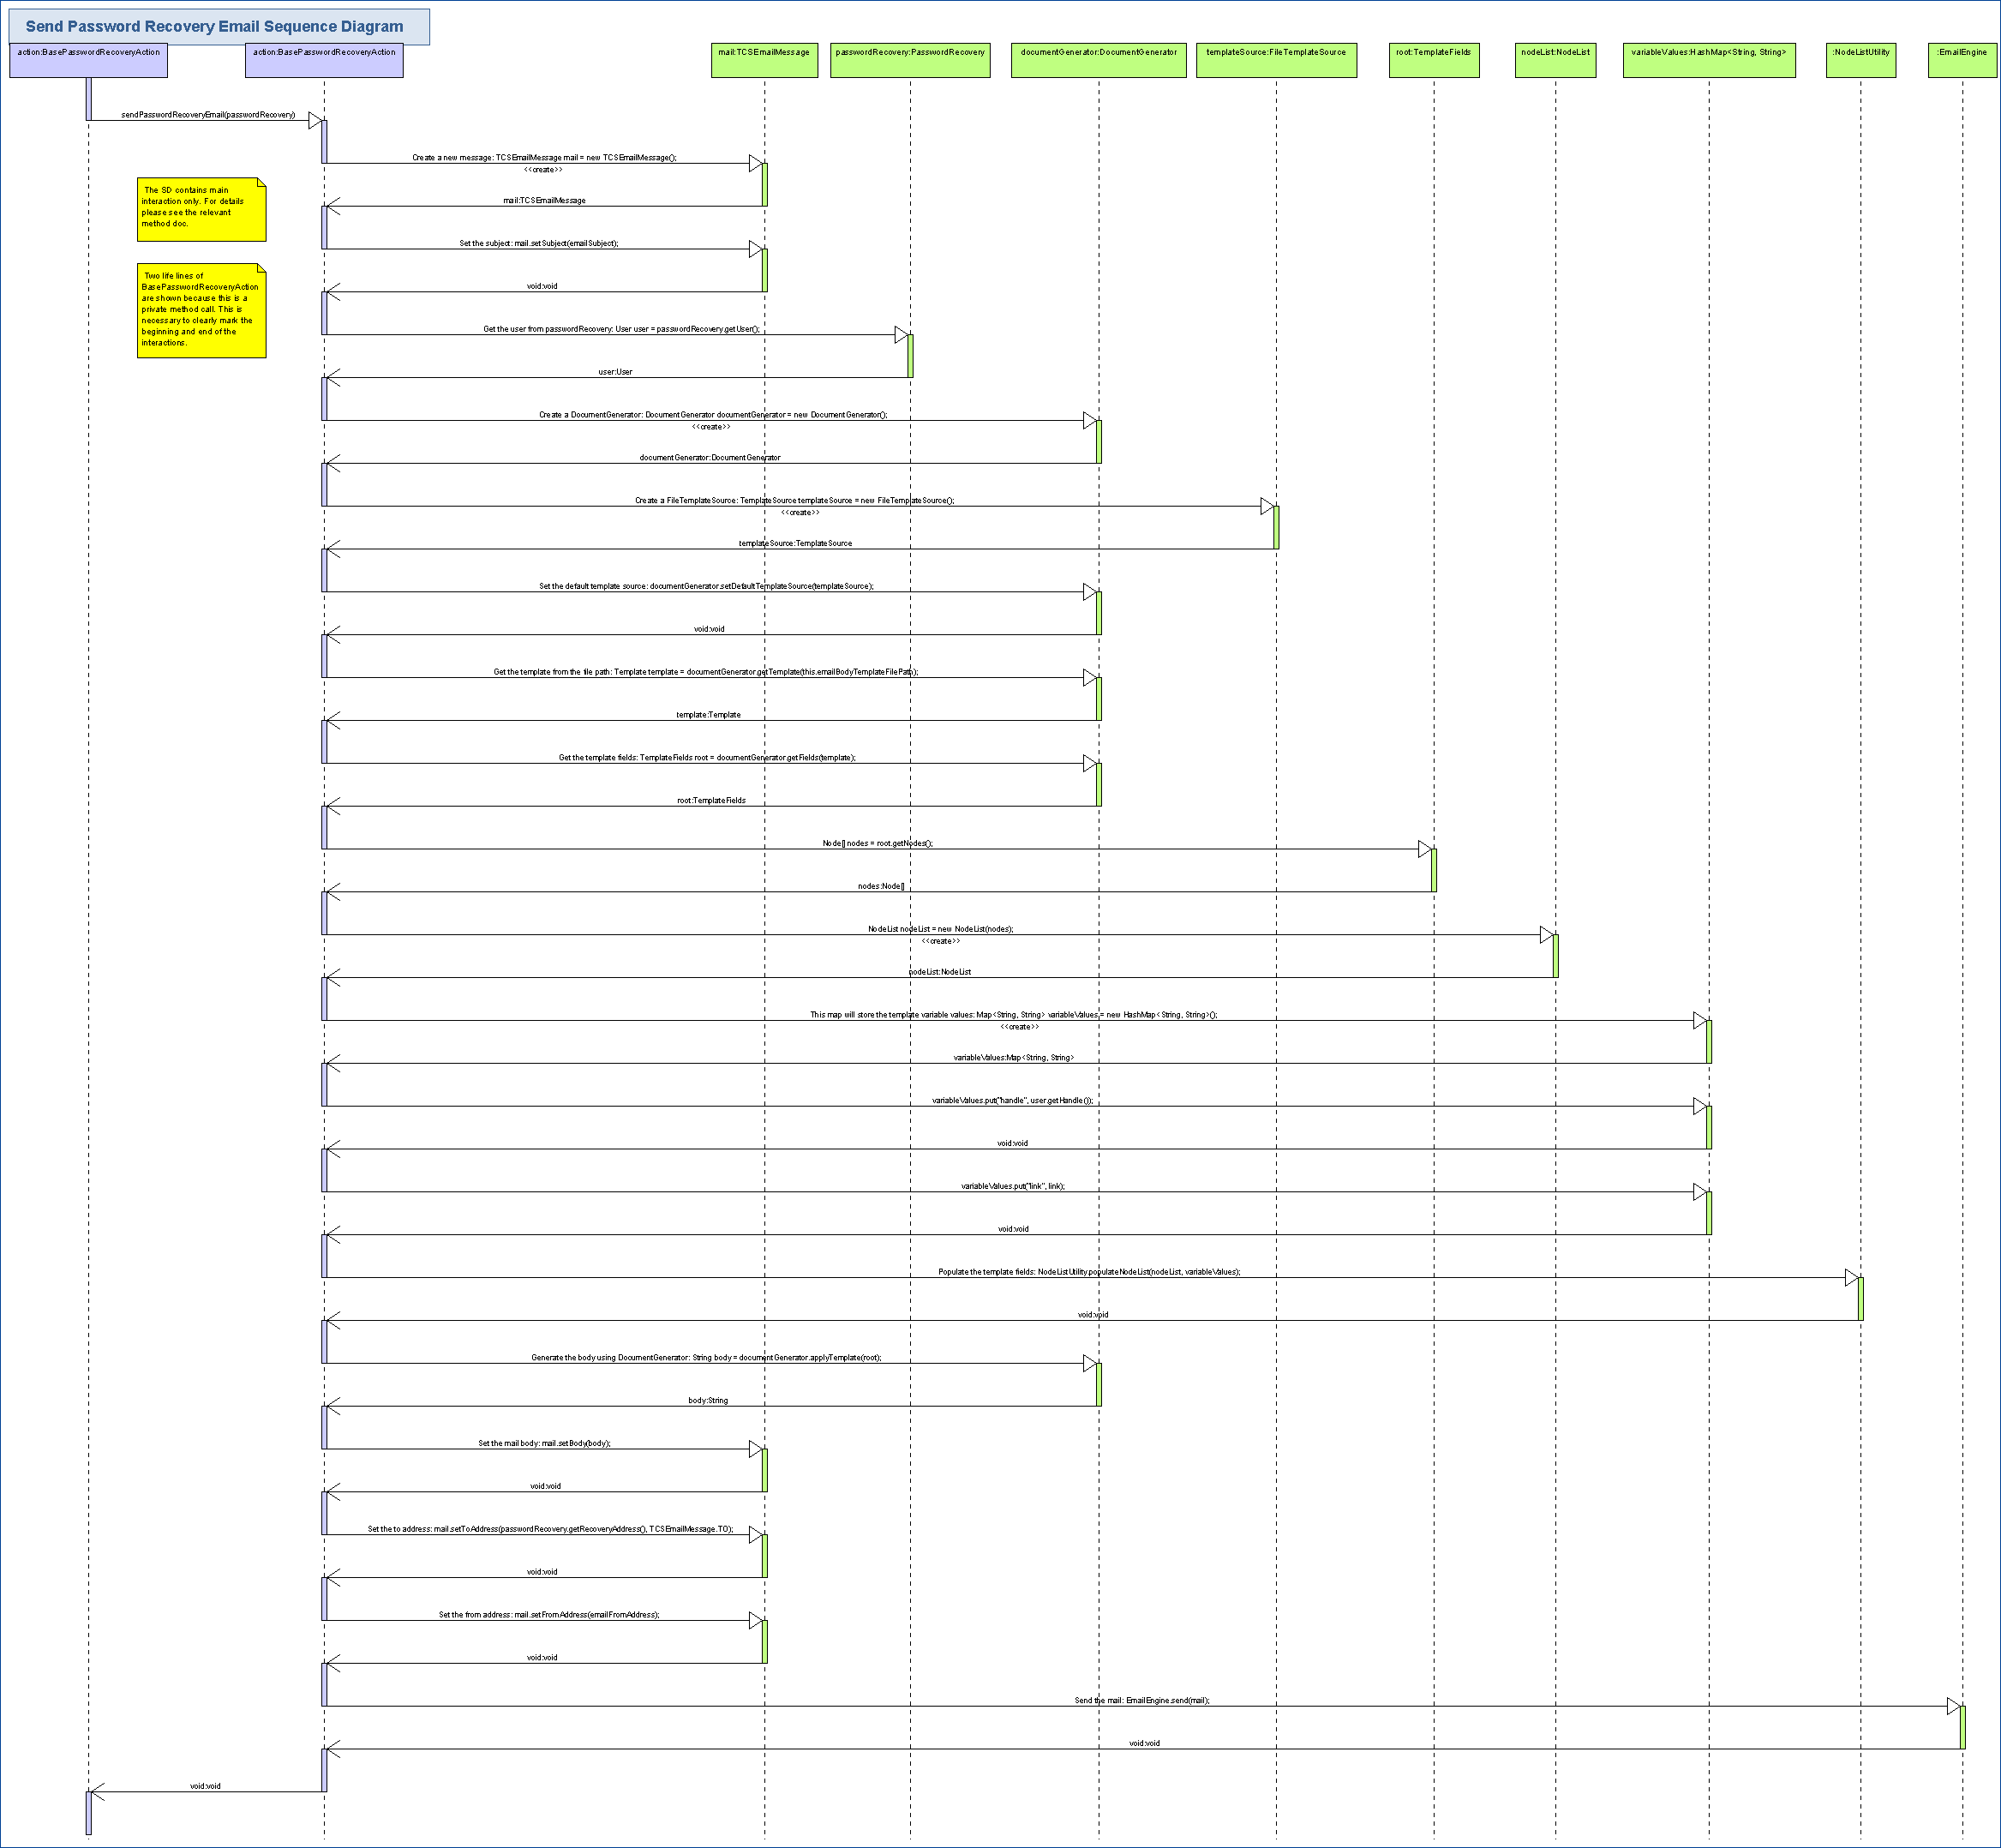 Send Password Recovery Email Sequence Diagram
action:BasePasswordRecoveryAction
action:BasePasswordRecoveryAction
mail:TCSEmailMessage
passwordRecovery:PasswordRecovery
documentGenerator:DocumentGenerator
templateSource:FileTemplateSource
root:TemplateFields
nodeList:NodeList
variableValues:HashMap<String, String>
:NodeListUtility
:EmailEngine
sendPasswordRecoveryEmail(passwordRecovery)
Create a new message: TCSEmailMessage mail = new TCSEmailMessage();
<<create>>
The SD contains main
interaction only. For details
please see the relevant
method doc.
mail:TCSEmailMessage
Set the subject: mail.setSubject(emailSubject);
Two life lines of
BasePasswordRecoveryAction
are shown because this is a
private method call. This is
necessary to clearly mark the
beginning and end of the
interactions.
void:void
Get the user from passwordRecovery: User user = passwordRecovery.getUser();
user:User
Create a DocumentGenerator: DocumentGenerator documentGenerator = new DocumentGenerator();
<<create>>
documentGenerator:DocumentGenerator
Create a FileTemplateSource: TemplateSource templateSource = new FileTemplateSource();
<<create>>
templateSource:TemplateSource
Set the default template source: documentGenerator.setDefaultTemplateSource(templateSource);
void:void
Get the template from the file path: Template template = documentGenerator.getTemplate(this.emailBodyTemplateFilePath);
template:Template
Get the template fields: TemplateFields root = documentGenerator.getFields(template);
root:TemplateFields
Node[] nodes = root.getNodes();
nodes:Node[]
NodeList nodeList = new NodeList(nodes);
<<create>>
nodeList:NodeList
This map will store the template variable values: Map<String, String> variableValues = new HashMap<String, String>();
<<create>>
variableValues:Map<String, String>
variableValues.put("handle", user.getHandle());
void:void
variableValues.put("link", link);
void:void
Populate the template fields: NodeListUtility.populateNodeList(nodeList, variableValues);
void:void
Generate the body using DocumentGenerator: String body = documentGenerator.applyTemplate(root);
body:String
Set the mail body: mail.setBody(body);
void:void
Set the to address: mail.setToAddress(passwordRecovery.getRecoveryAddress(), TCSEmailMessage.TO);
void:void
Set the from address: mail.setFromAddress(emailFromAddress);
void:void
Send the mail: EmailEngine.send(mail);
void:void
void:void